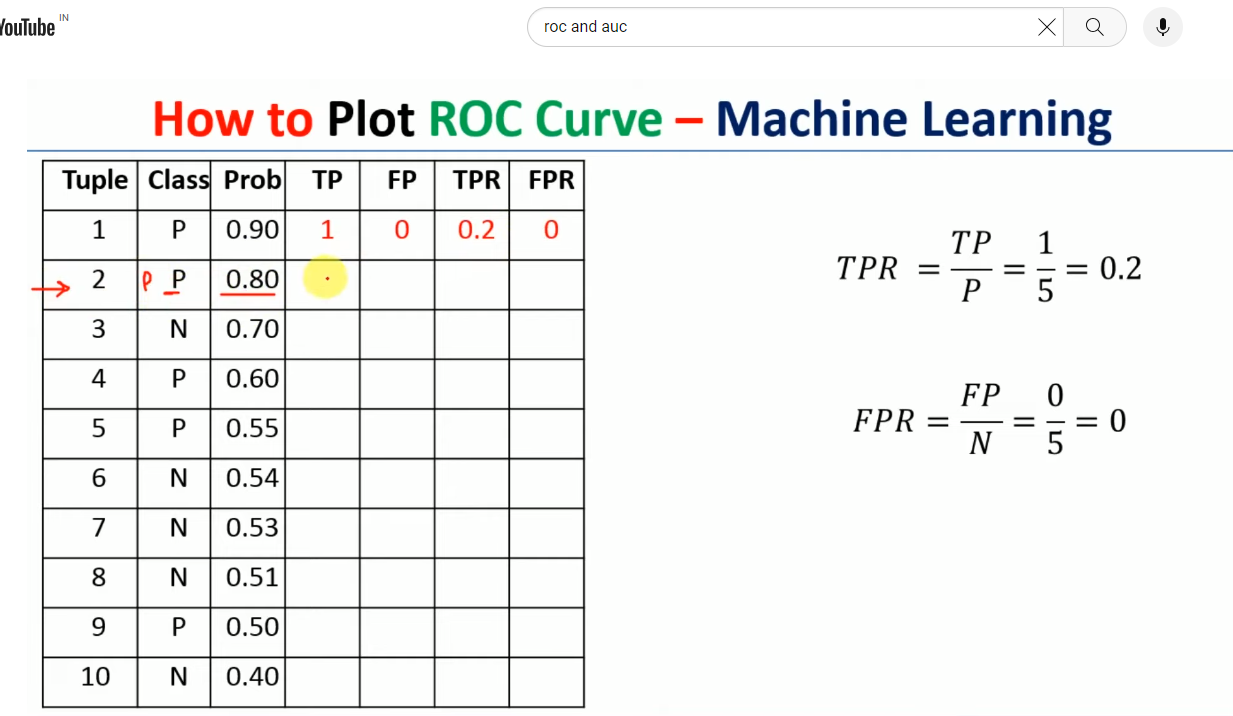 YouTube IN
roc and auc
How to Plot ROC Curve – Machine Learning
Tuple Class Prob TP FP TPR FPR
1 P 0.90 1 0 0.2 0
2 P P 0.80
3 N 0.70
4 P 0.60
5 P 0.55
6 N 0.54
7 N 0.53
8 N 0.51
9 P 0.50
10 N 0.40
TPR = TP/P = 1/5 = 0.2
FPR = FP/N = 0/5 = 0